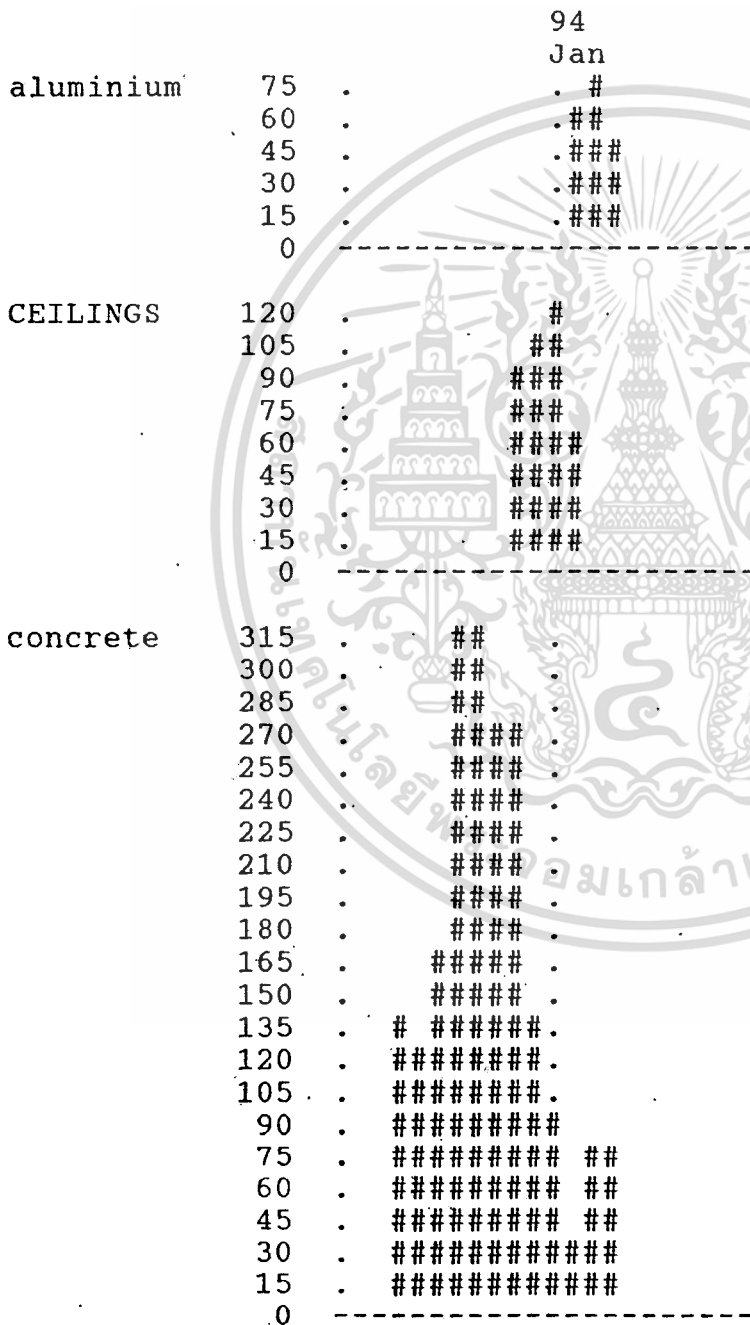 94
Jan
aluminium 75 . . #
60 . .##
45 . .###
30 . .###
15 . .###
0 --------------------
CEILINGS 120 . #
105 . ##
90 . ###
75 . ###
60 . ####
45 . ####
30 . ####
15 . ####
0 --------------------
concrete 315 . ## .
300 . ## .
285 . ## .
270 . #### .
255 . #### .
240 . #### .
225 . #### .
210 . #### .
195 . #### .
180 . #### .
165 . ##### .
150 . ##### .
135 . # ###### .
120 . ######## .
105 . ######## .
90 . #########
75 . ######### ##
60 . ######### ##
45 . ######### ##
30 . ############
15 . ############
0 --------------------